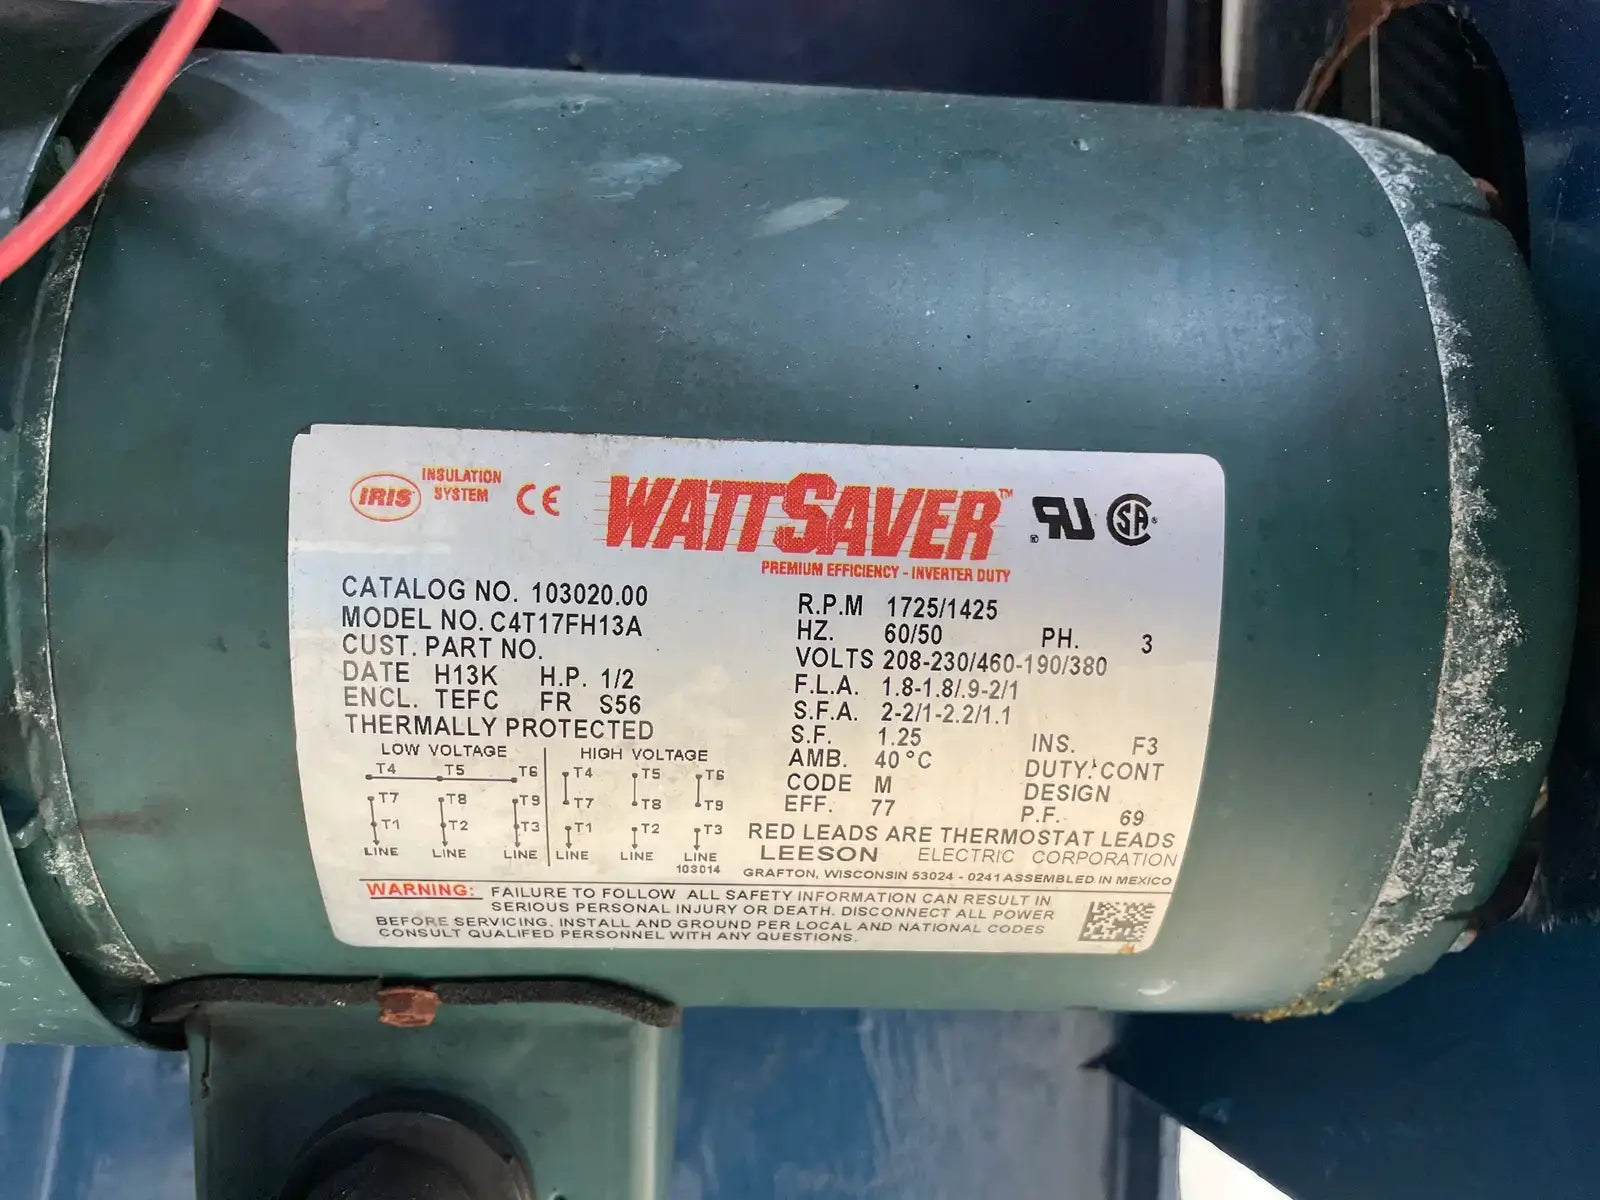 IRIS
INSULATION
SYSTEM
CE
WATTSAVER™
PREMIUM EFFICIENCY - INVERTER DUTY
CATALOG NO. 103020.00
MODEL NO. C4T17FH13A
CUST. PART NO.
DATE H13K H.P. 1/2
ENCL. TEFC FR S56
THERMALLY PROTECTED
R.P.M 1725/1425
HZ. 60/50 PH. 3
VOLTS 208-230/460-190/380
F.L.A. 1.8-1.8/.9-2/1
S.F.A. 2-2/1-2.2/1.1
S.F. 1.25 INS. F3
AMB. 40°C DUTY. CONT
CODE M DESIGN
EFF. 77 P.F. 69
LOW VOLTAGE HIGH VOLTAGE
T4 T5 T6 T4 T5 T6
T7 T8 T9 T7 T8 T9
T1 T2 T3 T1 T2 T3
LINE LINE LINE LINE LINE LINE
103014
RED LEADS ARE THERMOSTAT LEADS
LEESON ELECTRIC CORPORATION
GRAFTON, WISCONSIN 53024 - 0241 ASSEMBLED IN MEXICO
WARNING: FAILURE TO FOLLOW ALL SAFETY INFORMATION CAN RESULT IN
SERIOUS PERSONAL INJURY OR DEATH. DISCONNECT ALL POWER
BEFORE SERVICING. INSTALL AND GROUND PER LOCAL AND NATIONAL CODES
CONSULT QUALIFED PERSONNEL WITH ANY QUESTIONS.